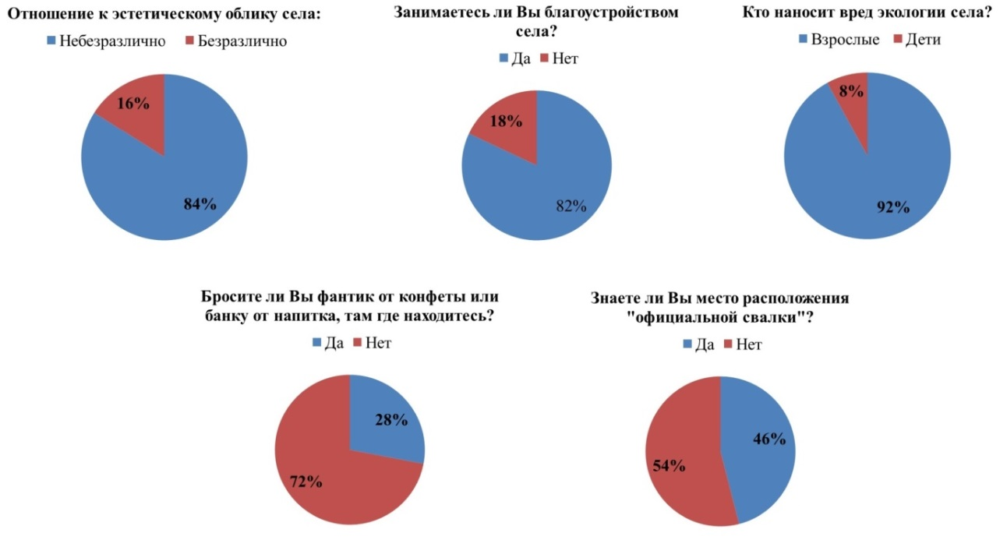 Отношение к эстетическому облику села:
Небезразлично Безразлично
16%
84%
Занимаетесь ли Вы благоустройством
села?
Да Нет
18%
82%
Кто наносит вред экологии села?
Взрослые Дети
8%
92%
Бросите ли Вы фантик от конфеты или
банку от напитка, там где находитесь?
Да Нет
28%
72%
Знаете ли Вы место расположения
"официальной свалки"?
Да Нет
46%
54%